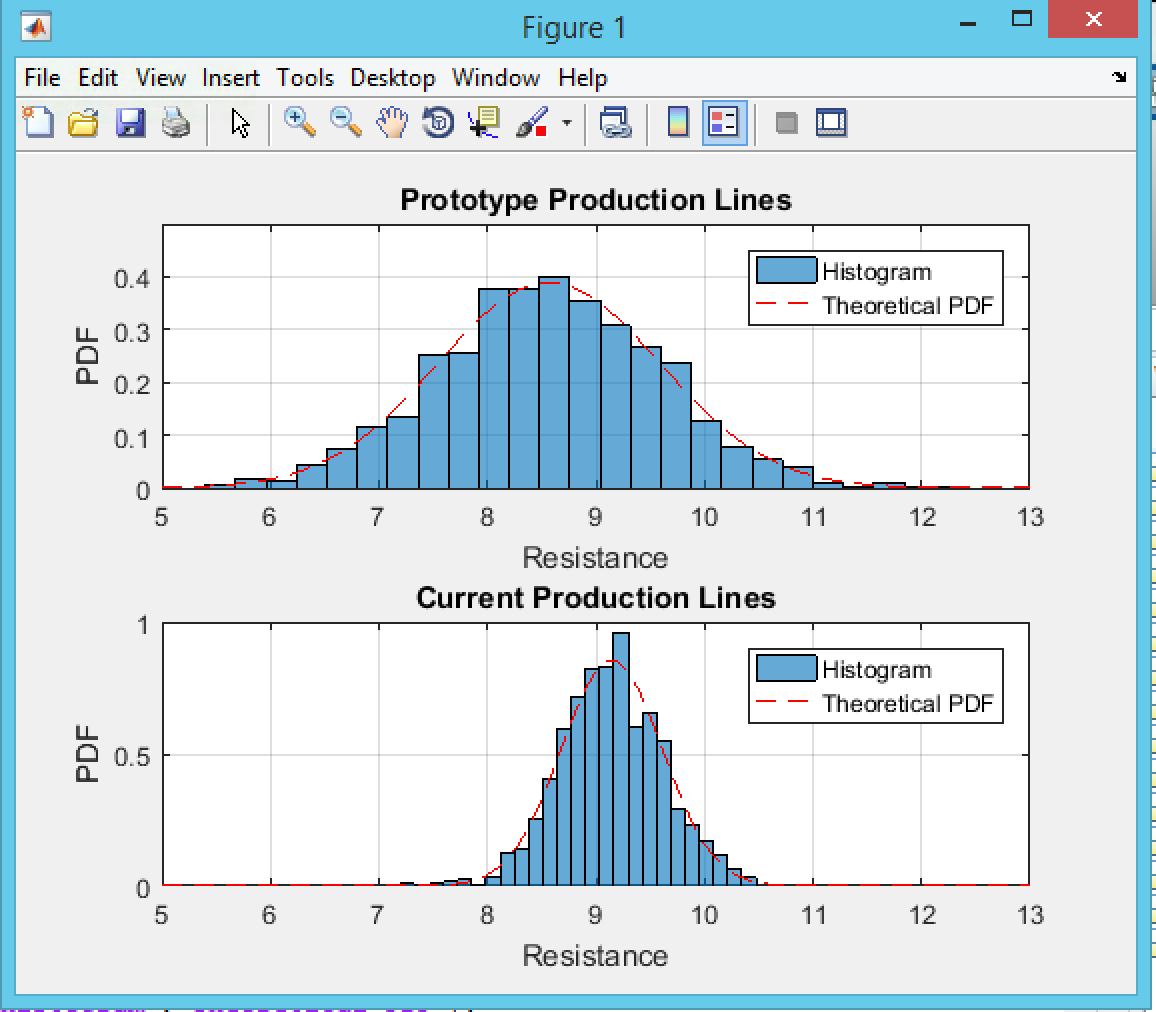 Figure 1
File Edit View Insert Tools Desktop Window Help
Prototype Production Lines
PDF
0.4
0.3
0.2
0.1
0
Histogram
Theoretical PDF
5 6 7 8 9 10 11 12 13
Resistance
Current Production Lines
PDF
1
0.5
0
Histogram
Theoretical PDF
5 6 7 8 9 10 11 12 13
Resistance